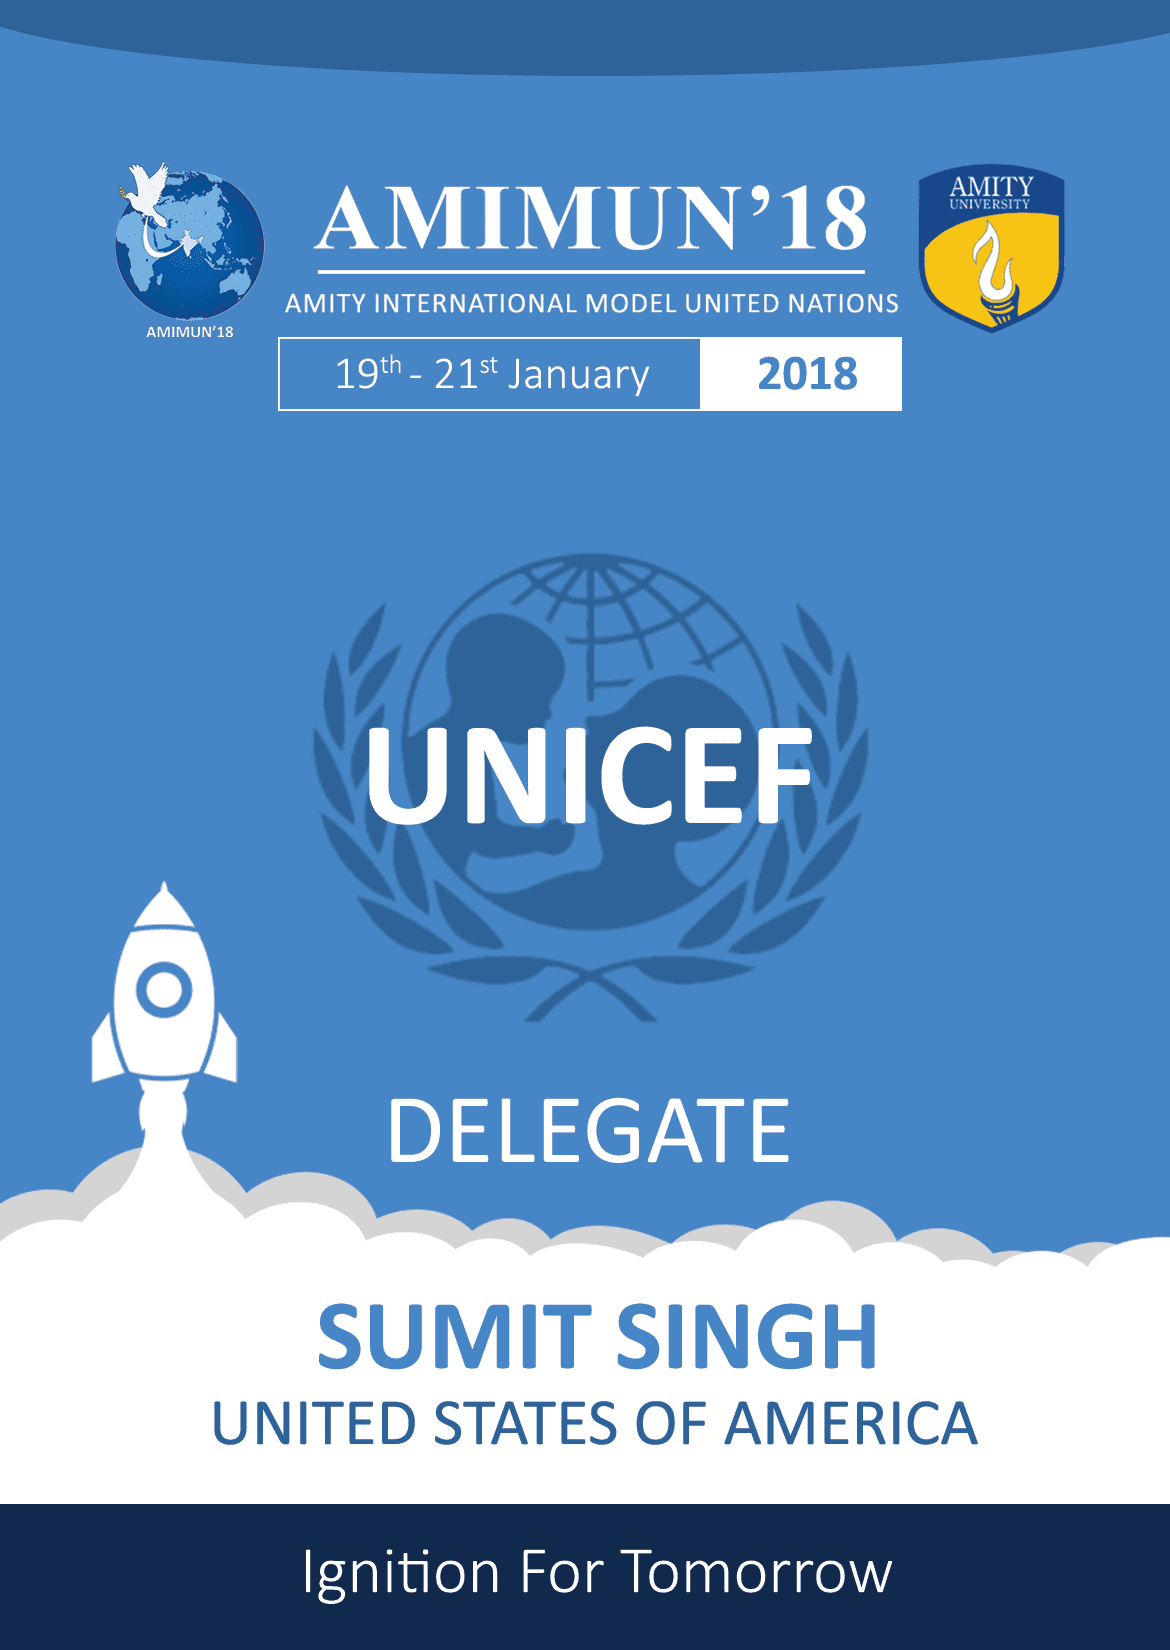 AMIMUN'18
AMITY INTERNATIONAL MODEL UNITED NATIONS
AMIMUN'18
AMITY
UNIVERSITY
19th - 21st January 2018
UNICEF
DELEGATE
SUMIT SINGH
UNITED STATES OF AMERICA
Ignition For Tomorrow